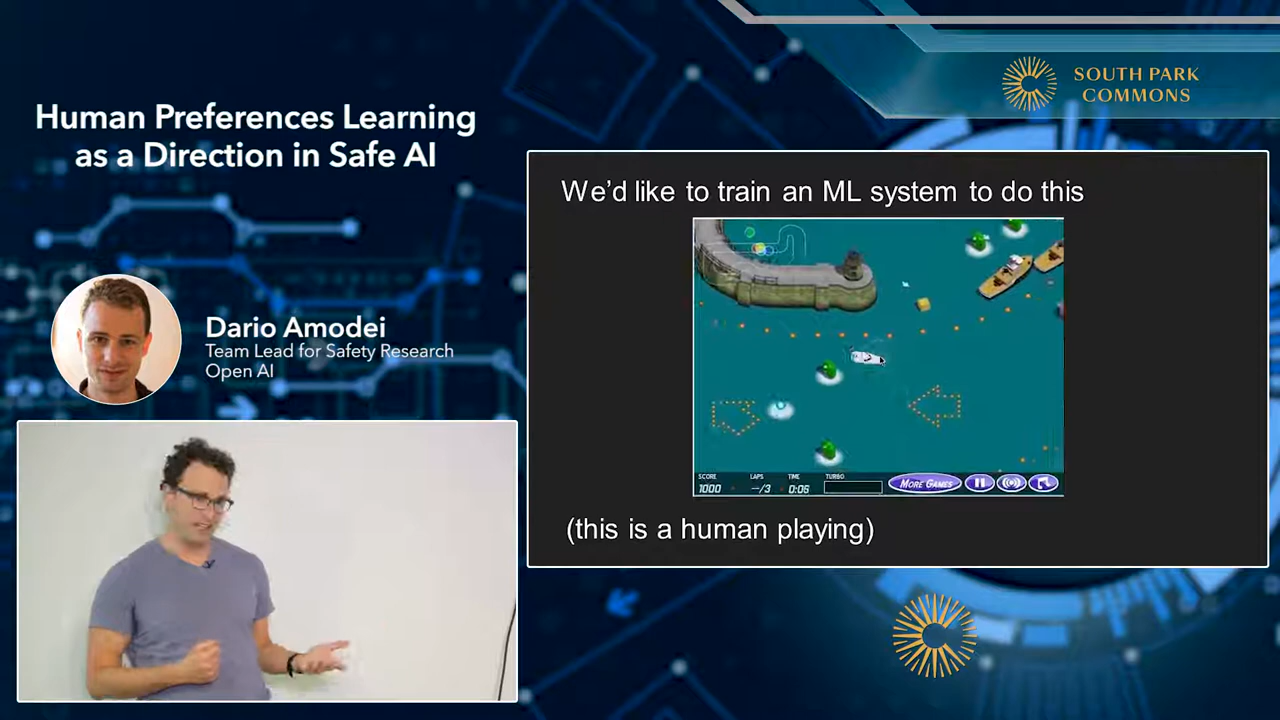 Human Preferences Learning
as a Direction in Safe AI
SOUTH PARK
COMMONS
Dario Amodei
Team Lead for Safety Research
Open AI
We'd like to train an ML system to do this
SCORE LAPS TIME TURBO
1000 --/3 0:06
MORE GAMES
(this is a human playing)